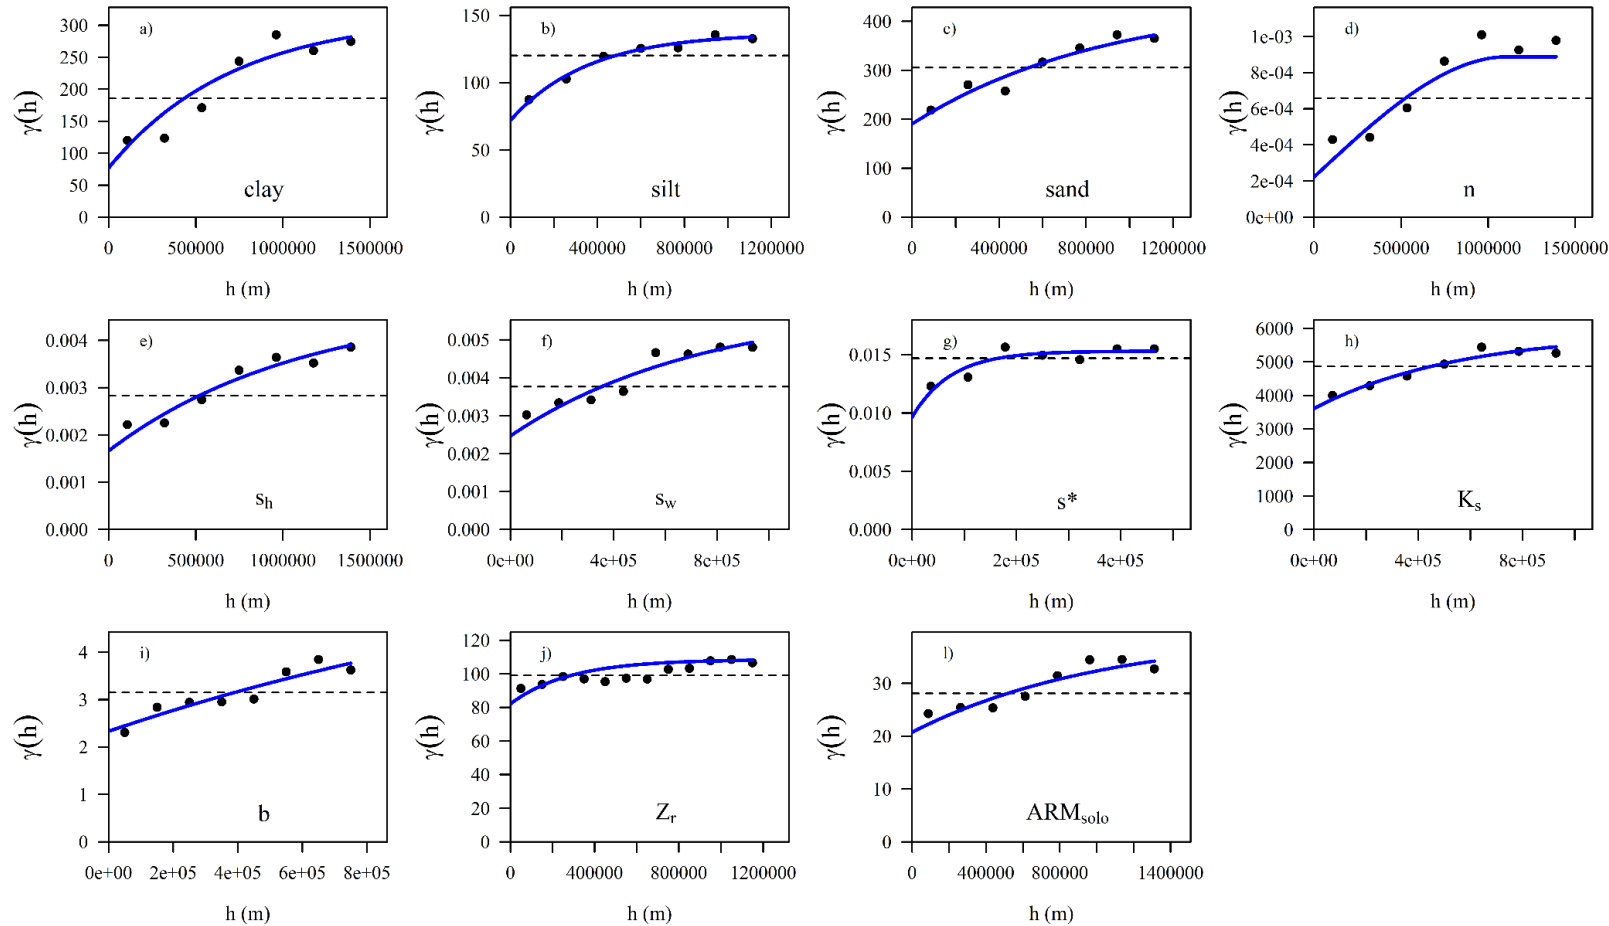 a)
300
250
200
150
100
50
0
γ(h)
clay
0 500000 1000000 1500000
h (m)
b)
150
100
50
0
γ(h)
silt
0 400000 800000 1200000
h (m)
c)
400
300
200
100
0
γ(h)
sand
0 400000 800000 1200000
h (m)
d)
1e-03
8e-04
6e-04
4e-04
2e-04
0e+00
γ(h)
n
0 500000 1000000 1500000
h (m)
e)
0.004
0.003
0.002
0.001
0.000
γ(h)
s_h
0 500000 1000000 1500000
h (m)
f)
0.005
0.004
0.003
0.002
0.001
0.000
γ(h)
s_w
0e+00 4e+05 8e+05
h (m)
g)
0.015
0.010
0.005
0.000
γ(h)
s*
0e+00 2e+05 4e+05
h (m)
h)
6000
5000
4000
3000
2000
1000
0
γ(h)
K_s
0e+00 4e+05 8e+05
h (m)
i)
4
3
2
1
0
γ(h)
b
0e+00 2e+05 4e+05 6e+05 8e+05
h (m)
j)
120
100
80
60
40
20
0
γ(h)
Z_r
0 400000 800000 1200000
h (m)
l)
30
20
10
0
γ(h)
ARM_solo
0 400000 800000 1400000
h (m)